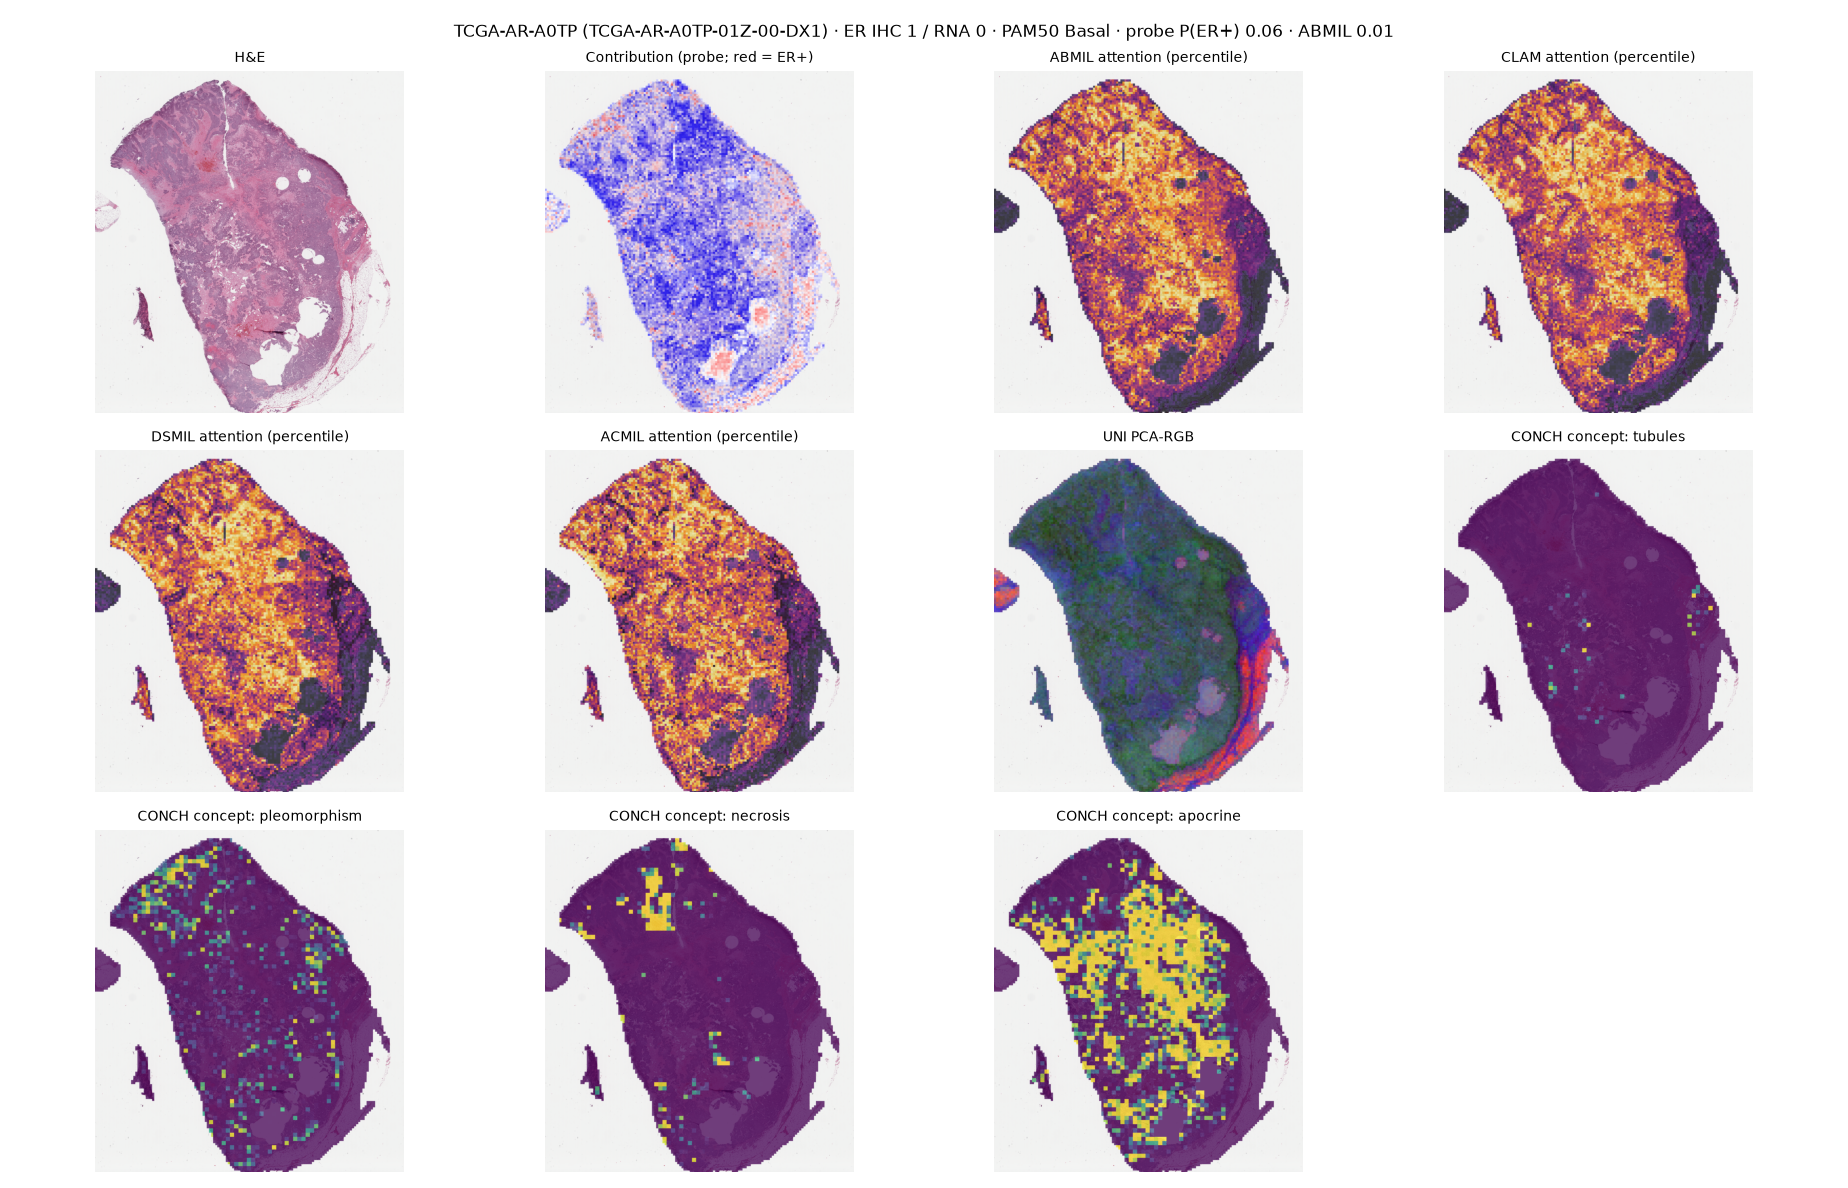 TCGA-AR-A0TP (TCGA-AR-A0TP-01Z-00-DX1) · ER IHC 1 / RNA 0 · PAM50 Basal · probe P(ER+) 0.06 · ABMIL 0.01
H&E
Contribution (probe; red = ER+)
ABMIL attention (percentile)
CLAM attention (percentile)
DSMIL attention (percentile)
ACMIL attention (percentile)
UNI PCA-RGB
CONCH concept: tubules
CONCH concept: pleomorphism
CONCH concept: necrosis
CONCH concept: apocrine